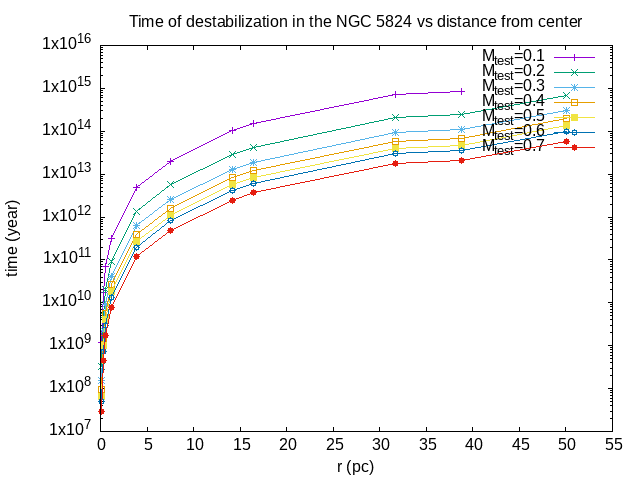 Time of destabilization in the NGC 5824 vs distance from center
1x10^16
1x10^15
1x10^14
1x10^13
1x10^12
1x10^11
1x10^10
1x10^9
1x10^8
1x10^7
time (year)
M_test=0.1
M_test=0.2
M_test=0.3
M_test=0.4
M_test=0.5
M_test=0.6
M_test=0.7
0 5 10 15 20 25 30 35 40 45 50 55
r (pc)